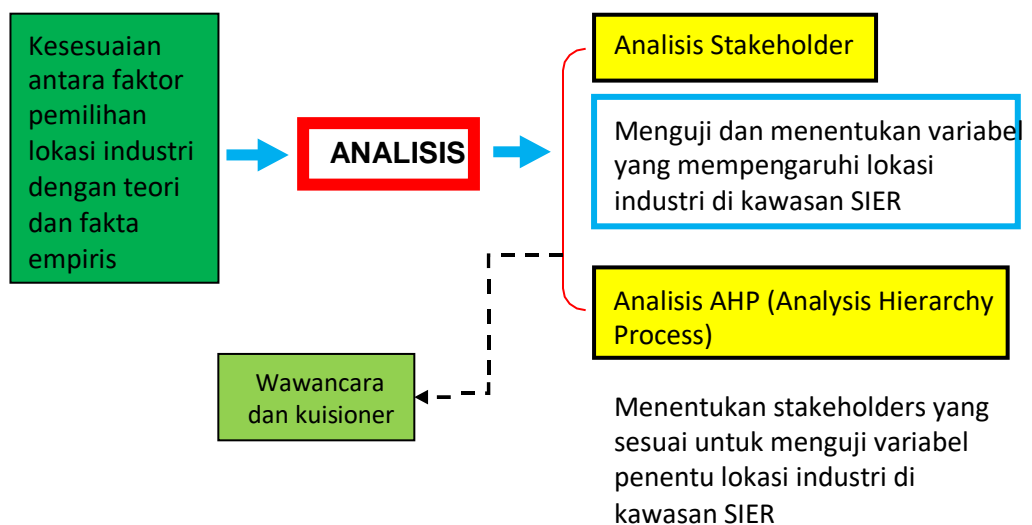 Kesesuaian
antara faktor
pemilihan
lokasi industri
dengan teori
dan fakta
empiris
ANALISIS
Analisis Stakeholder
Menguji dan menentukan variabel
yang mempengaruhi lokasi
industri di kawasan SIER
Analisis AHP (Analysis Hierarchy
Process)
Menentukan stakeholders yang
sesuai untuk menguji variabel
penentu lokasi industri di
kawasan SIER
Wawancara
dan kuisioner